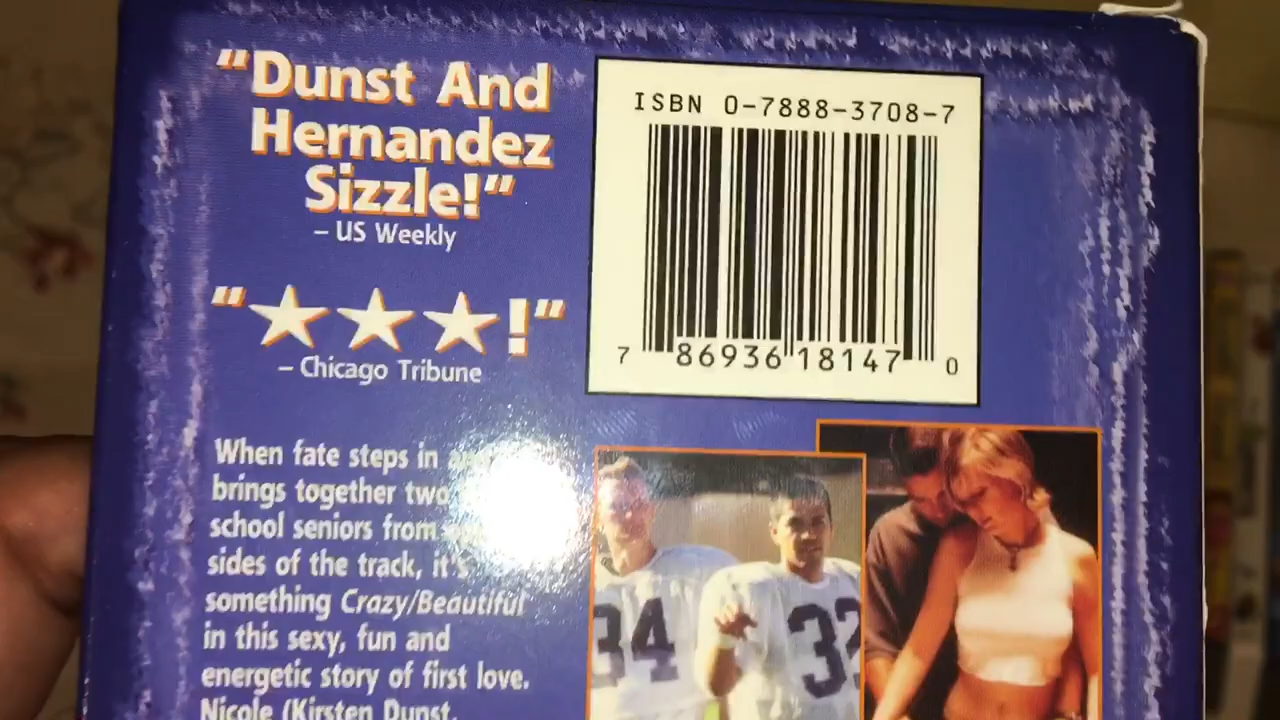 "Dunst And
Hernandez
Sizzle!"
– US Weekly
"★★★!"
– Chicago Tribune
When fate steps in
brings together two
school seniors from
sides of the track, it's
something Crazy/Beautiful
in this sexy, fun and
energetic story of first love.
Nicole (Kirsten Dunst,
ISBN 0-7888-3708-7
7 86936 18147 0
34
32